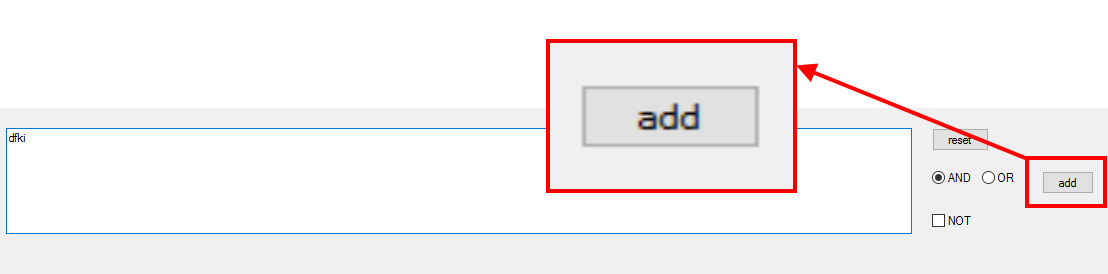 add
dfki
reset
AND OR
add
NOT